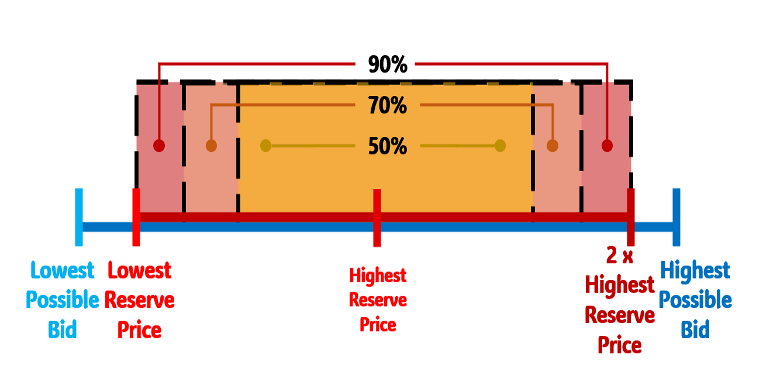 90%
70%
50%
Lowest
Possible
Bid
Lowest
Reserve
Price
Highest
Reserve
Price
2 x
Highest
Reserve
Price
Highest
Possible
Bid